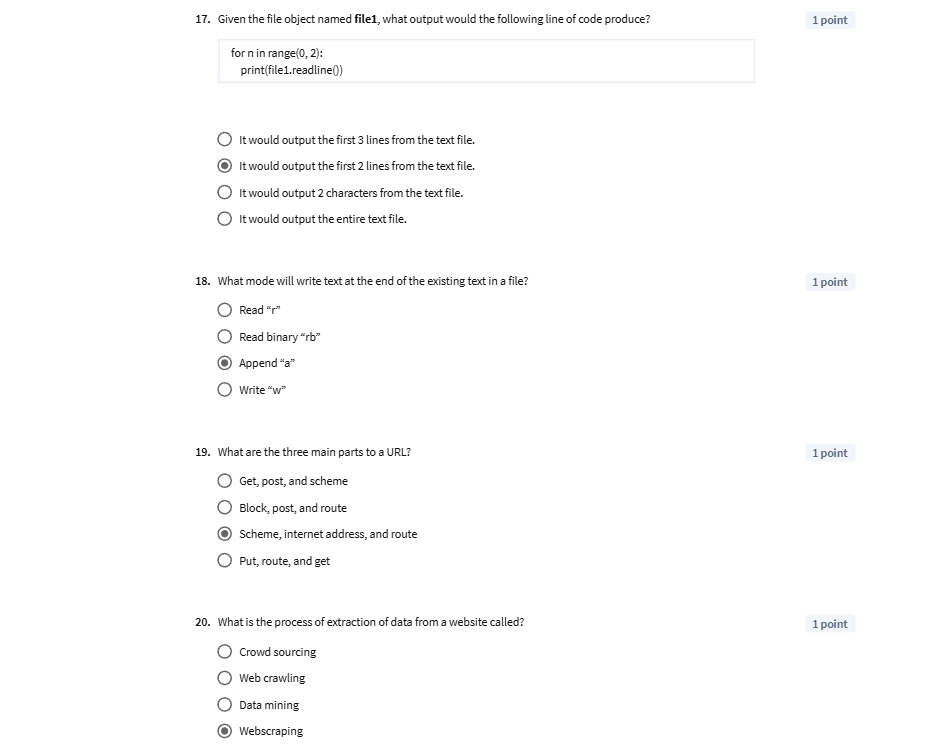 17. Given the file object named file1, what output would the following line of code produce? 1 point
for n in range(0, 2):
print(file1.readline())
It would output the first 3 lines from the text file.
It would output the first 2 lines from the text file.
It would output 2 characters from the text file.
It would output the entire text file.
18. What mode will write text at the end of the existing text in a file? 1 point
Read “r”
Read binary “rb”
Append “a”
Write “w”
19. What are the three main parts to a URL? 1 point
Get, post, and scheme
Block, post, and route
Scheme, internet address, and route
Put, route, and get
20. What is the process of extraction of data from a website called? 1 point
Crowd sourcing
Web crawling
Data mining
Webscraping